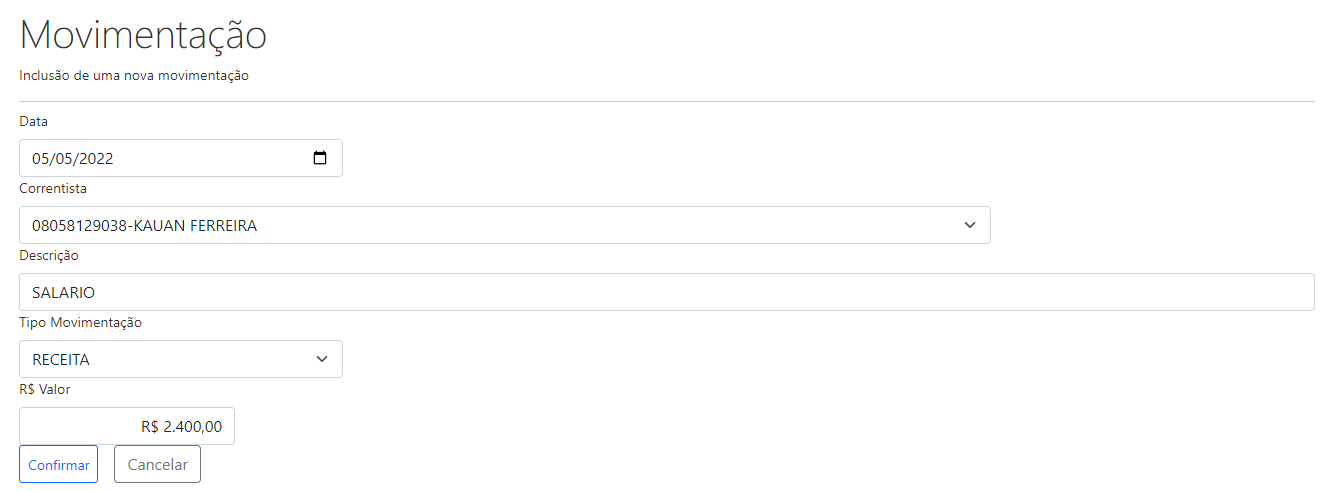 Movimentação
Inclusão de uma nova movimentação
Data
05/05/2022
Correntista
08058129038-KAUAN FERREIRA
Descrição
SALARIO
Tipo Movimentação
RECEITA
R$ Valor
R$ 2.400,00
Confirmar Cancelar